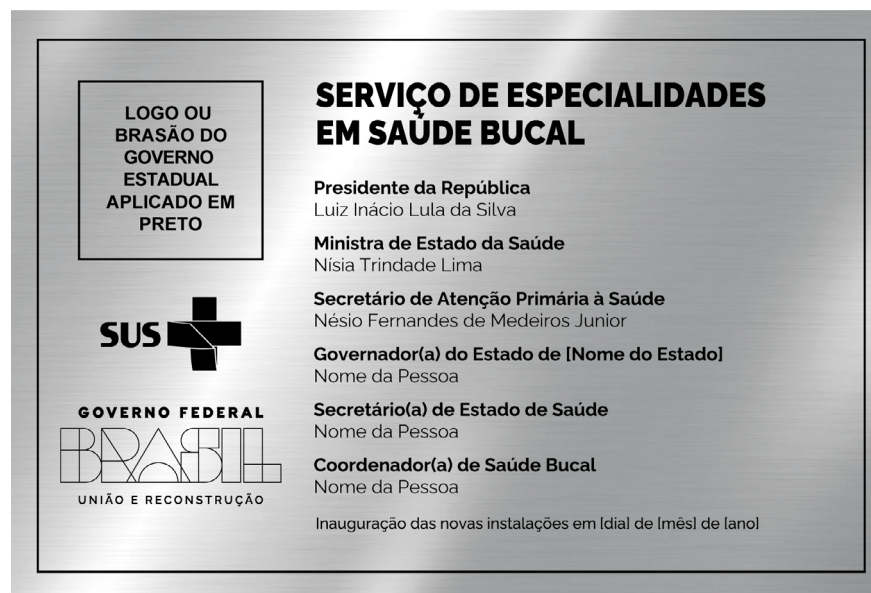 LOGO OU
BRASÃO DO
GOVERNO
ESTADUAL
APLICADO EM
PRETO
SUS
GOVERNO FEDERAL
BRASIL
UNIÃO E RECONSTRUÇÃO
SERVIÇO DE ESPECIALIDADES
EM SAÚDE BUCAL
Presidente da República
Luiz Inácio Lula da Silva
Ministra de Estado da Saúde
Nísia Trindade Lima
Secretário de Atenção Primária à Saúde
Nésio Fernandes de Medeiros Junior
Governador(a) do Estado de [Nome do Estado]
Nome da Pessoa
Secretário(a) de Estado de Saúde
Nome da Pessoa
Coordenador(a) de Saúde Bucal
Nome da Pessoa
Inauguração das novas instalações em [dia] de [mês] de [ano]